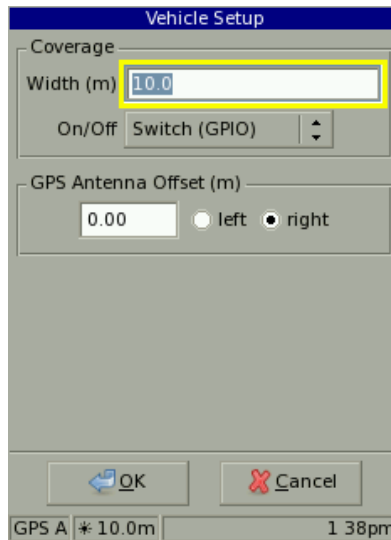 Vehicle Setup
Coverage
Width (m) 10.0
On/Off Switch (GPIO)
GPS Antenna Offset (m)
0.00 left right
OK Cancel
GPS A 10.0m 1 38pm